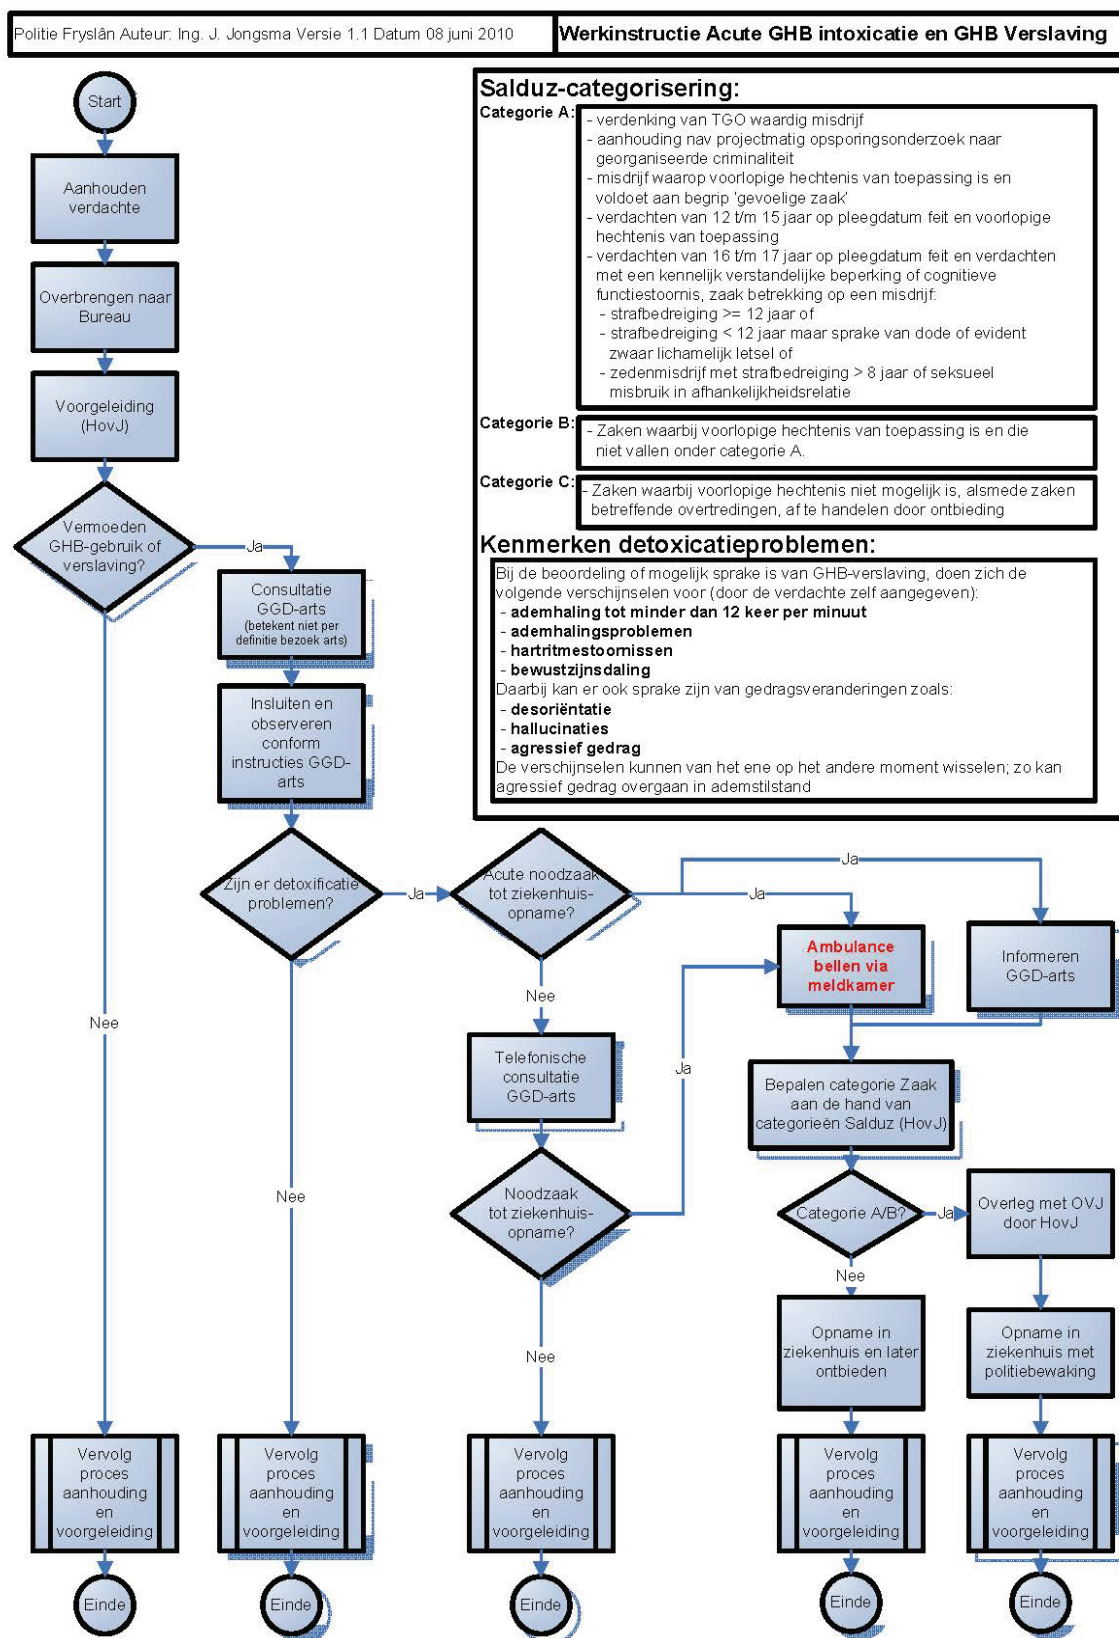 Politie Fryslân Auteur: Ing. J. Jongsma Versie 1.1 Datum 08 juni 2010
Werkinstructie Acute GHB intoxicatie en GHB Verslaving
Start
Aanhouden
verdachte
Overbrengen naar
Bureau
Voorgeleiding
(HovJ)
Vermoeden
GHB-gebruik of
verslaving?
Ja
Nee
Consultatie
GGD-arts
(betekent niet per
definitie bezoek arts)
Insluiten en
observeren
conform
instructies GGD-
arts
Salduz-categorisering:
Categorie A:
- verdenking van TGO waardig misdrijf
- aanhouding nav projectmatig opsporingsonderzoek naar
georganiseerde criminaliteit
- misdrijf waarop voorlopige hechtenis van toepassing is en
voldoet aan begrip 'gevoelige zaak'
- verdachten van 12 t/m 15 jaar op pleegdatum feit en voorlopige
hechtenis van toepassing
- verdachten van 16 t/m 17 jaar op pleegdatum feit en verdachten
met een kennelijk verstandelijke beperking of cognitieve
functiestoornis, zaak betrekking op een misdrijf:
- strafbedreiging >= 12 jaar of
- strafbedreiging < 12 jaar maar sprake van dode of evident
zwaar lichamelijk letsel of
- zedenmisdrijf met strafbedreiging > 8 jaar of seksueel
misbruik in afhankelijkheidsrelatie
Categorie B:
- Zaken waarbij voorlopige hechtenis van toepassing is en die
niet vallen onder categorie A.
Categorie C:
- Zaken waarbij voorlopige hechtenis niet mogelijk is, alsmede zaken
betreffende overtredingen, af te handelen door ontbieding
Kenmerken detoxicatieproblemen:
Bij de beoordeling of mogelijk sprake is van GHB-verslaving, doen zich de
volgende verschijnselen voor (door de verdachte zelf aangegeven):
- ademhaling tot minder dan 12 keer per minuut
- ademhalingsproblemen
- hartritmestoornissen
- bewustzijnsdaling
Daarbij kan er ook sprake zijn van gedragsveranderingen zoals:
- desoriëntatie
- hallucinaties
- agressief gedrag
De verschijnselen kunnen van het ene op het andere moment wisselen; zo kan
agressief gedrag overgaan in ademstilstand
Zijn er detoxificatie
problemen?
Ja
Nee
Acute noodzaak
tot ziekenhuis-
opname?
Ja
Ja
Nee
Ambulance
bellen via
meldkamer
Informeren
GGD-arts
Telefonische
consultatie
GGD-arts
Ja
Bepalen categorie Zaak
aan de hand van
categorieën Salduz (HovJ)
Noodzaak
tot ziekenhuis-
opname?
Nee
Categorie A/B?
Ja
Nee
Overleg met OVJ
door HovJ
Opname in
ziekenhuis en later
ontbieden
Opname in
ziekenhuis met
politiebewaking
Vervolg
proces
aanhouding
en
voorgeleiding
Vervolg
proces
aanhouding
en
voorgeleiding
Vervolg
proces
aanhouding
en
voorgeleiding
Vervolg
proces
aanhouding
en
voorgeleiding
Vervolg
proces
aanhouding
en
voorgeleiding
Einde
Einde
Einde
Einde
Einde